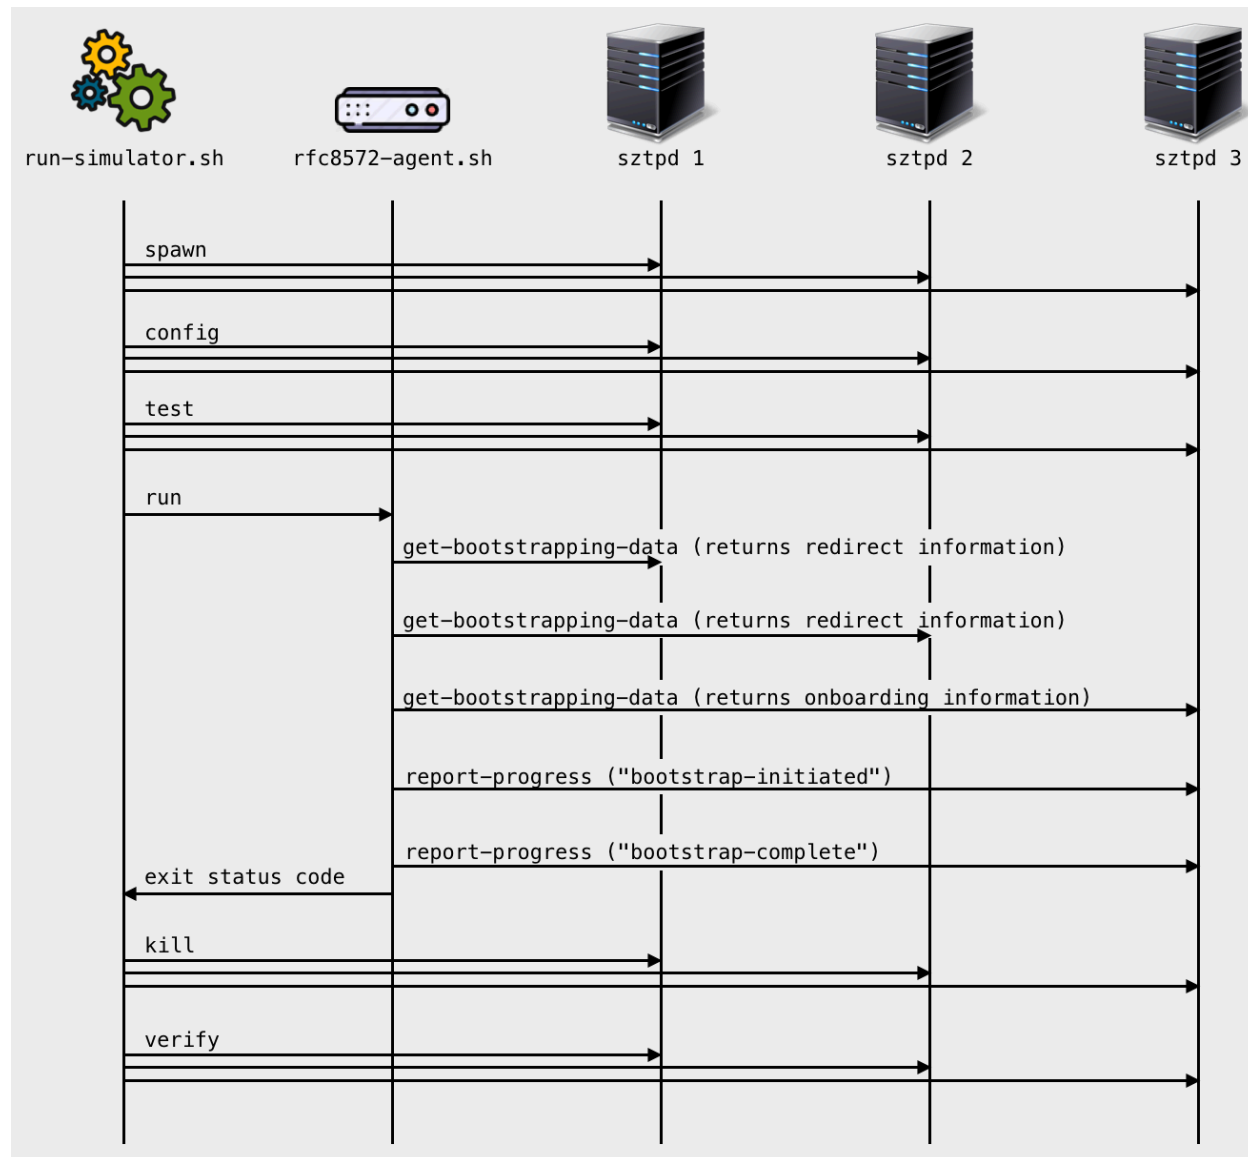 run-simulator.sh
rfc8572-agent.sh
sztpd 1
sztpd 2
sztpd 3
spawn
config
test
run
get-bootstrapping-data (returns redirect information)
get-bootstrapping-data (returns redirect information)
get-bootstrapping-data (returns onboarding information)
report-progress ("bootstrap-initiated")
report-progress ("bootstrap-complete")
exit status code
kill
verify